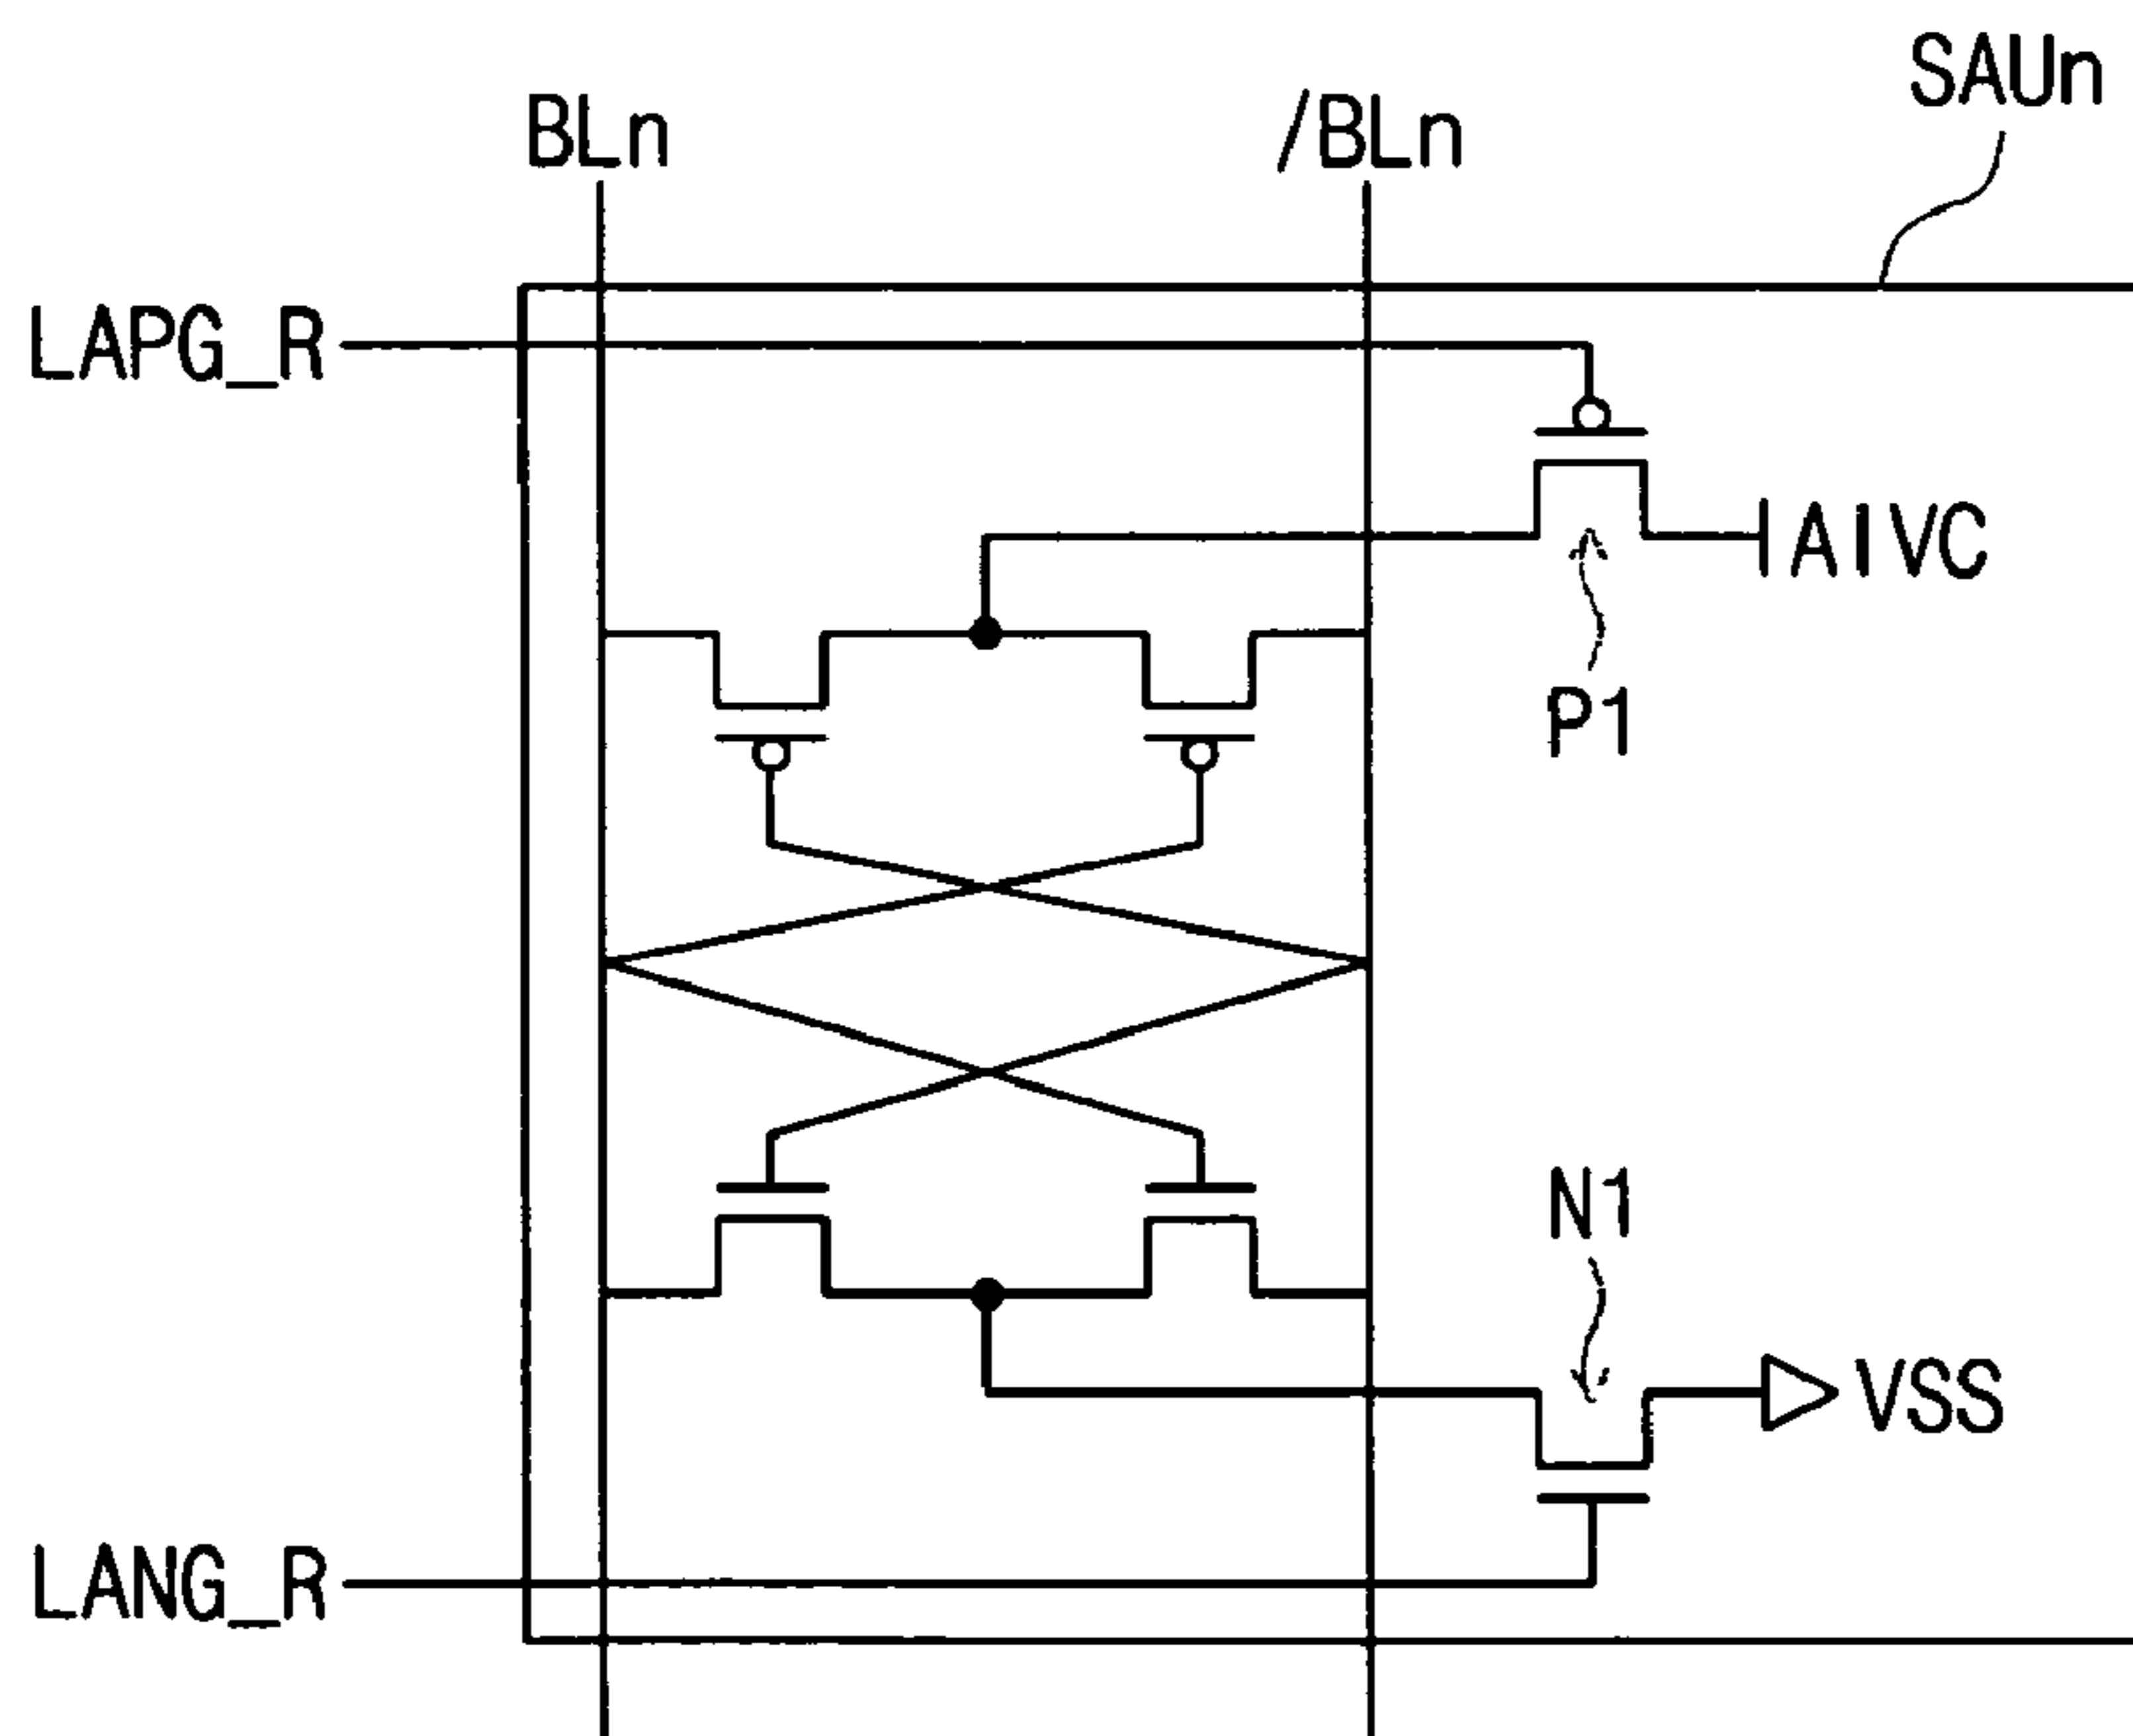 SAUn
BLn
/BLn
LAPG_R
AIVC
P1
N1
VSS
LANG_R